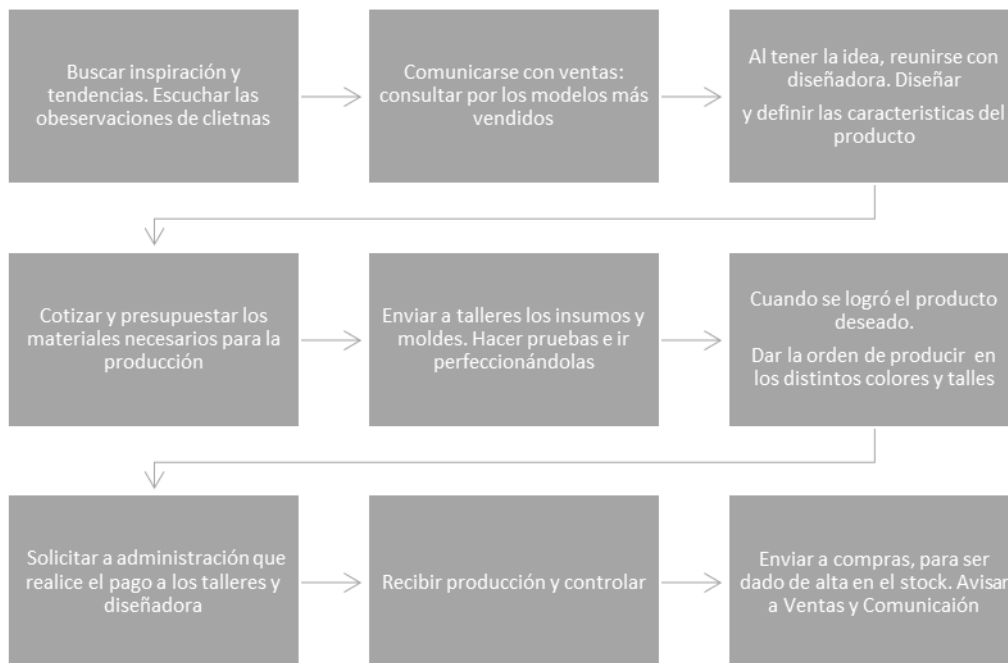 Buscar inspiración y
tendencias. Escuchar las
obeservaciones de clietnas
Comunicarse con ventas:
consultar por los modelos más
vendidos
Al tener la idea, reunirse con
diseñadora. Diseñar
y definir las caracteristicas del
producto
Cotizar y presupuestar los
materiales necesarios para la
producción
Enviar a talleres los insumos y
moldes. Hacer pruebas e ir
perfeccionándolas
Cuando se logró el producto
deseado.
Dar la orden de producir en
los distintos colores y talles
Solicitar a administración que
realice el pago a los talleres y
diseñadora
Recibir producción y controlar
Enviar a compras, para ser
dado de alta en el stock. Avisar
a Ventas y Comunicaión